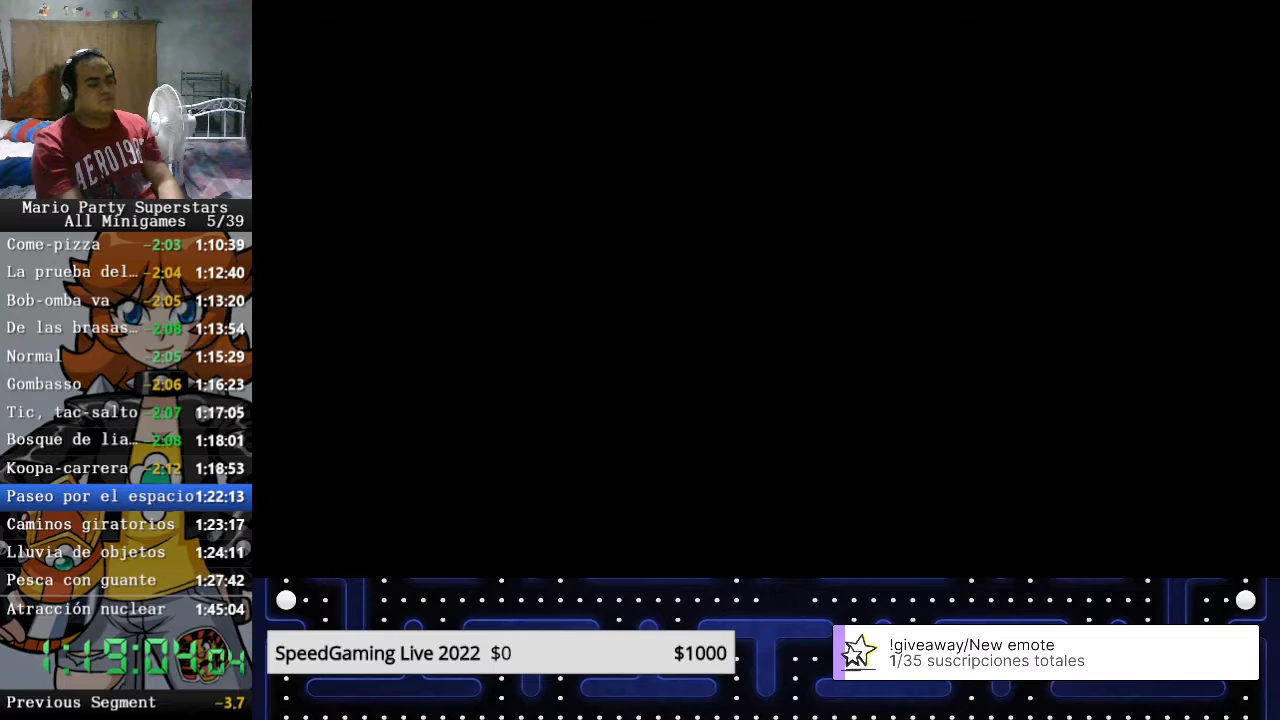 AERO 1987
Mario Party Superstars
All Minigames 5/39
Come-pizza -2:03 1:10:39
La prueba del… -2:04 1:12:40
Bob-omba va -2:05 1:13:20
De las brasas… -2:08 1:13:54
Normal -2:05 1:15:29
Gombasso -2:06 1:16:23
Tic, tac-salto -2:07 1:17:05
Bosque de lia… -2:08 1:18:01
Koopa-carrera -2:12 1:18:53
Paseo por el espacio 1:22:13
Caminos giratorios 1:23:17
Lluvia de objetos 1:24:11
Pesca con guante 1:27:42
Atracción nuclear 1:45:04
1:19:04.04
Previous Segment -3.7
SpeedGaming Live 2022 $0 $1000
!giveaway/New emote
1/35 suscripciones totales